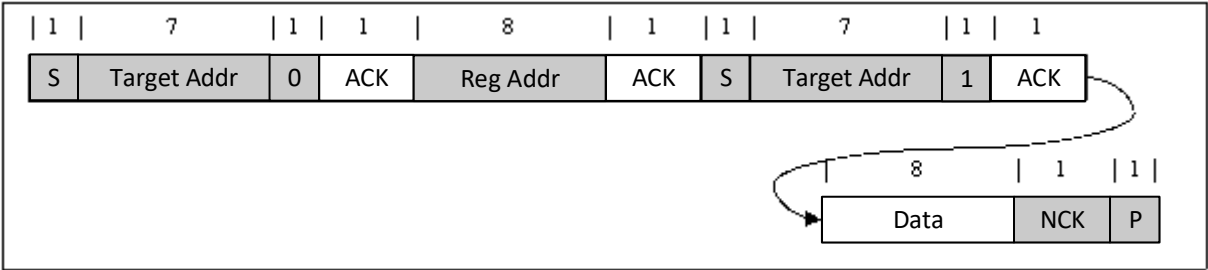 | 1 | 7 | 1 | 1 | 8 | 1 | 1 | 7 | 1 | 1
S Target Addr 0 ACK Reg Addr ACK S Target Addr 1 ACK
| 8 | 1 | 1 |
Data NCK P